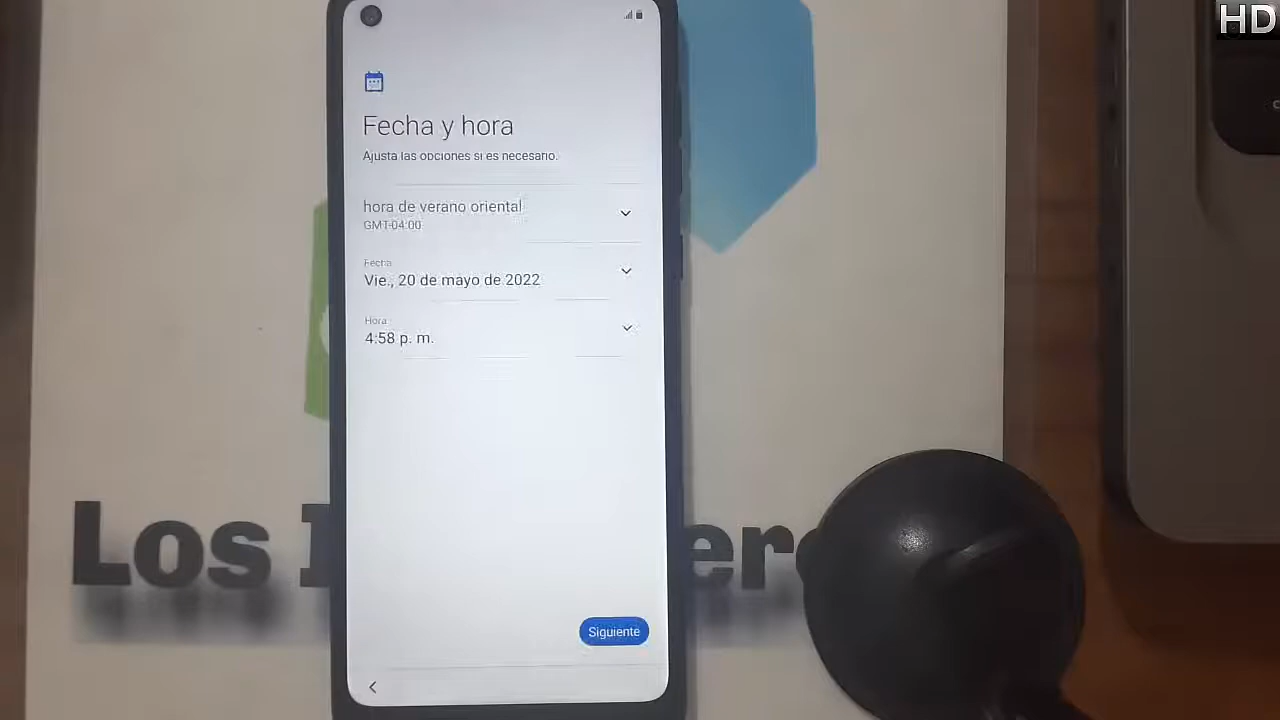 HD
Fecha y hora
Ajusta las opciones si es necesario.
hora de verano oriental
GMT-04:00
Fecha
Vie., 20 de mayo de 2022
Hora
4:58 p. m.
Los
Siguiente